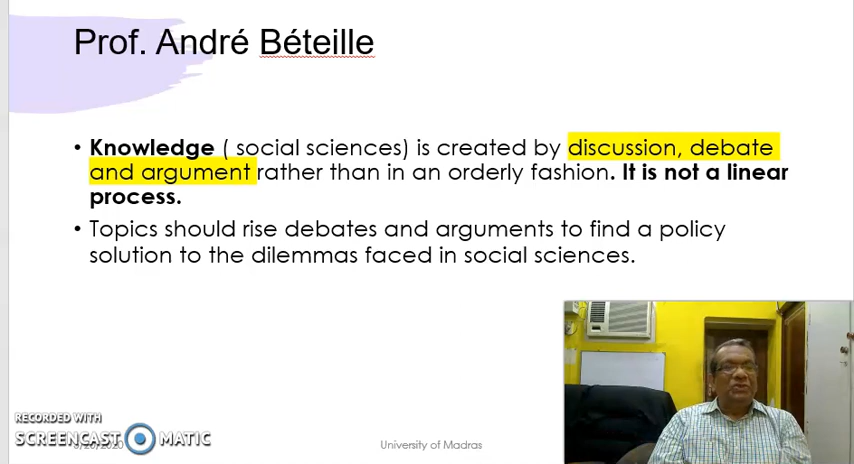 Prof. André Béteille
• Knowledge ( social sciences) is created by discussion, debate
and argument rather than in an orderly fashion. It is not a linear
process.
• Topics should rise debates and arguments to find a policy
solution to the dilemmas faced in social sciences.
RECORDED WITH
SCREENCAST MATIC
University of Madras